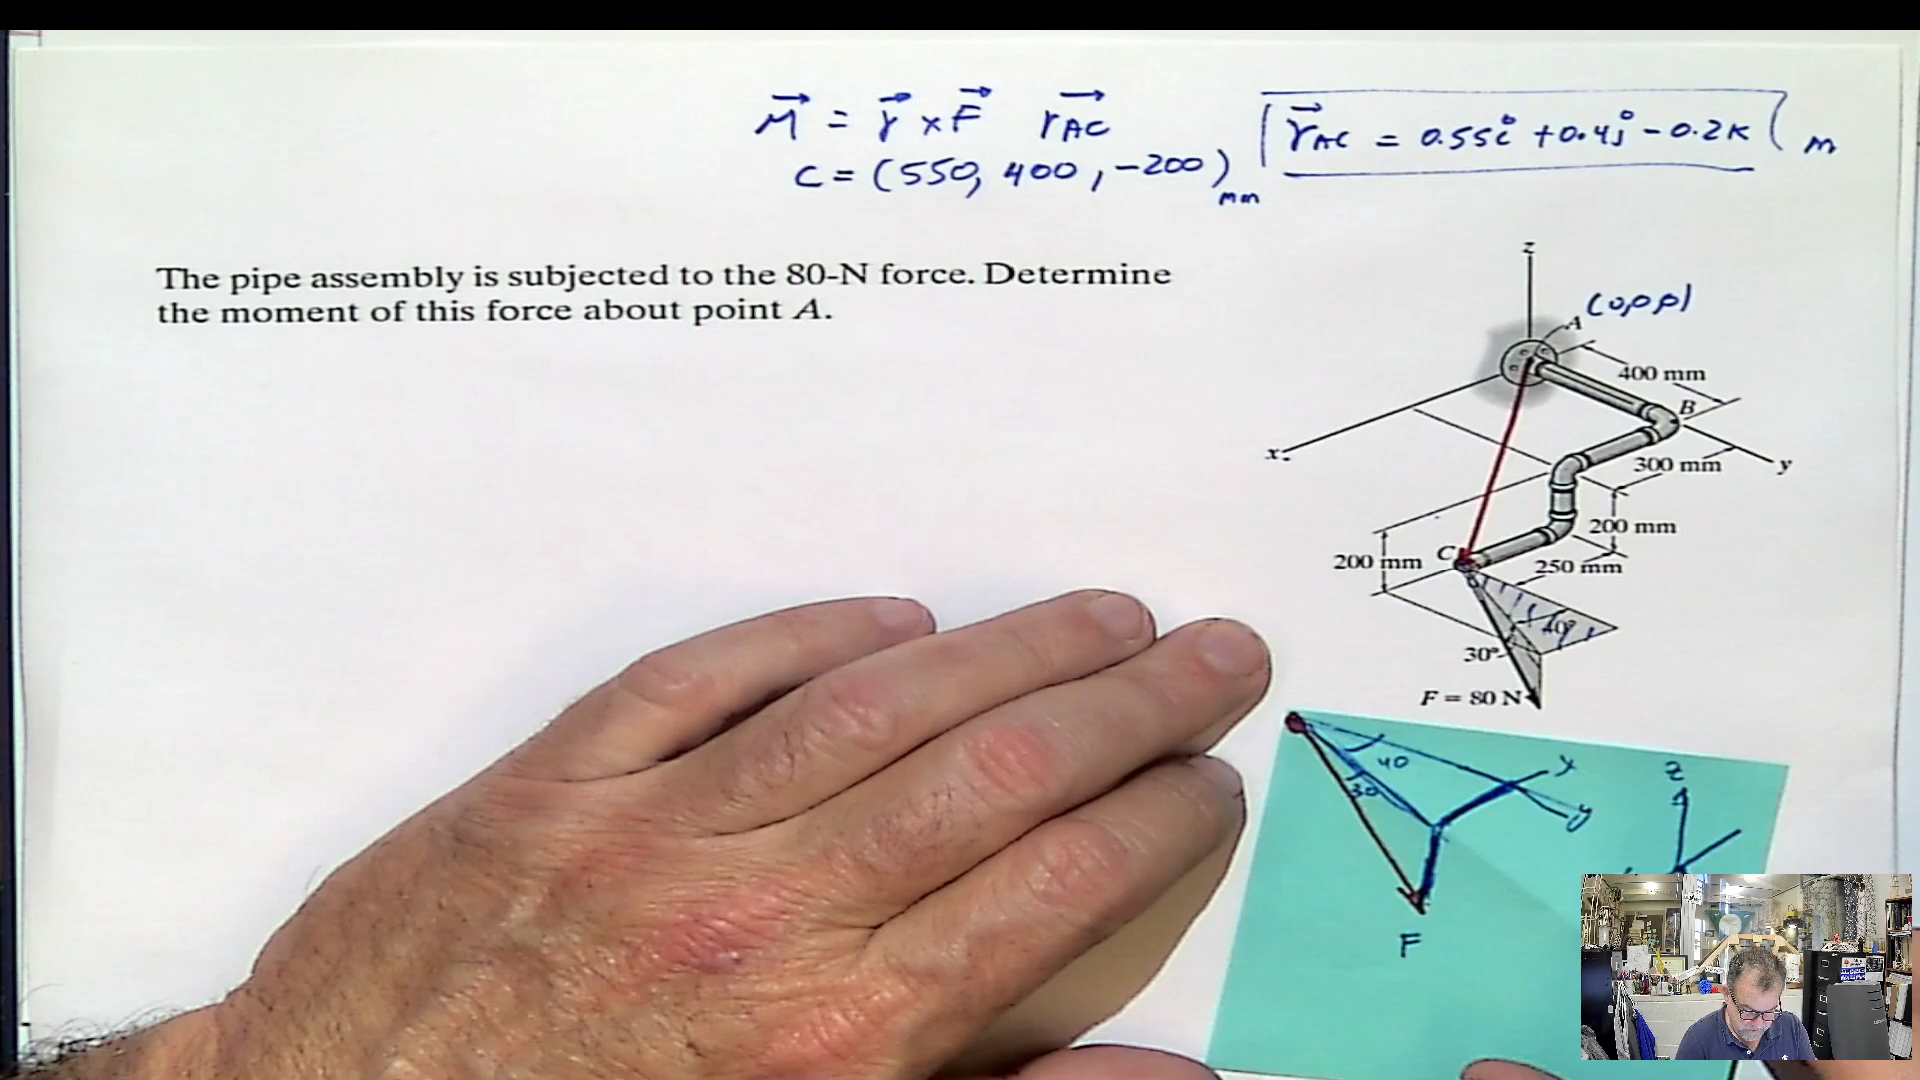 M = r x F rAC
rAC = 0.55i + 0.4j - 0.2K m
C = (550, 400, -200) mm
The pipe assembly is subjected to the 80-N force. Determine
the moment of this force about point A.
z
(0,0,0)
A
400 mm
B
x
300 mm
y
200 mm
200 mm
C
250 mm
40°
30°
F = 80 N
40
x
z
30
y
F